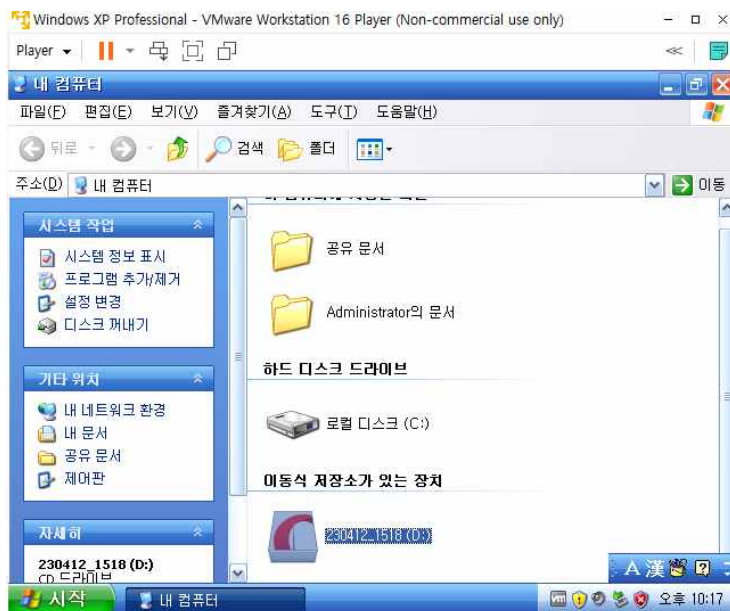 Windows XP Professional - VMware Workstation 16 Player (Non-commercial use only)
Player
내 컴퓨터
파일(F) 편집(E) 보기(V) 즐겨찾기(A) 도구(T) 도움말(H)
뒤로 검색 폴더
주소(D) 내 컴퓨터 이동
시스템 작업
시스템 정보 표시
프로그램 추가/제거
설정 변경
디스크 꺼내기
기타 위치
내 네트워크 환경
내 문서
공유 문서
제어판
자세히
230412_1518 (D:)
CD 드라이브
공유 문서
Administrator의 문서
하드 디스크 드라이브
로컬 디스크 (C:)
이동식 저장소가 있는 장치
230412_1518 (D:)
A 漢
시작 내 컴퓨터 오후 10:17